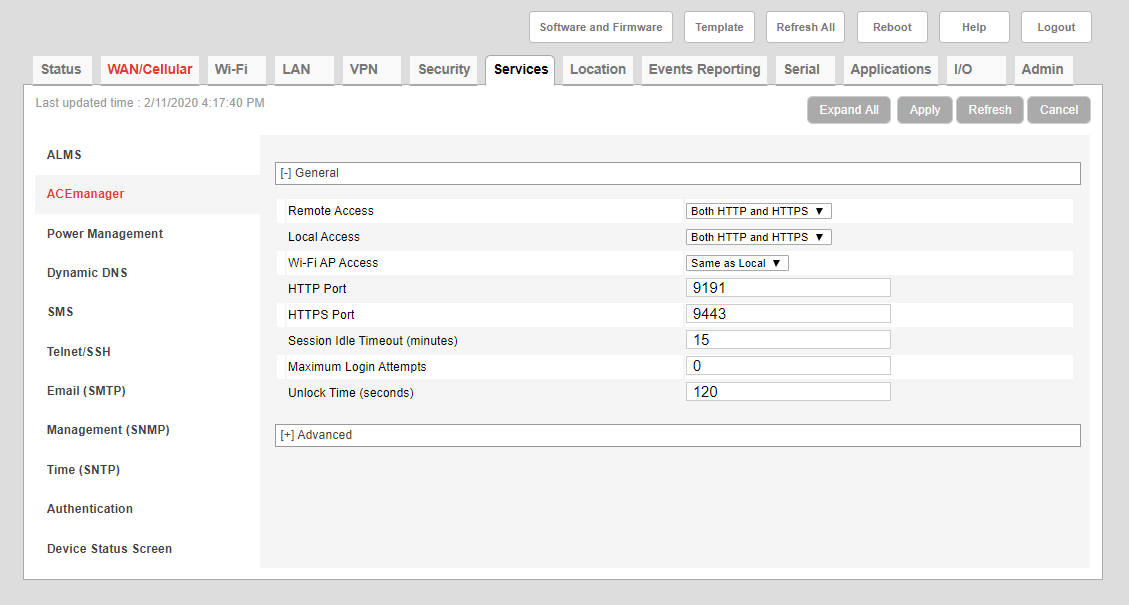 Software and Firmware Template Refresh All Reboot Help Logout
Status WAN/Cellular Wi-Fi LAN VPN Security Services Location Events Reporting Serial Applications I/O Admin
Last updated time : 2/11/2020 4:17:40 PM
Expand All Apply Refresh Cancel
ALMS
ACEmanager
Power Management
Dynamic DNS
SMS
Telnet/SSH
Email (SMTP)
Management (SNMP)
Time (SNTP)
Authentication
Device Status Screen
[-] General
Remote Access Both HTTP and HTTPS ▼
Local Access Both HTTP and HTTPS ▼
Wi-Fi AP Access Same as Local ▼
HTTP Port 9191
HTTPS Port 9443
Session Idle Timeout (minutes) 15
Maximum Login Attempts 0
Unlock Time (seconds) 120
[+] Advanced